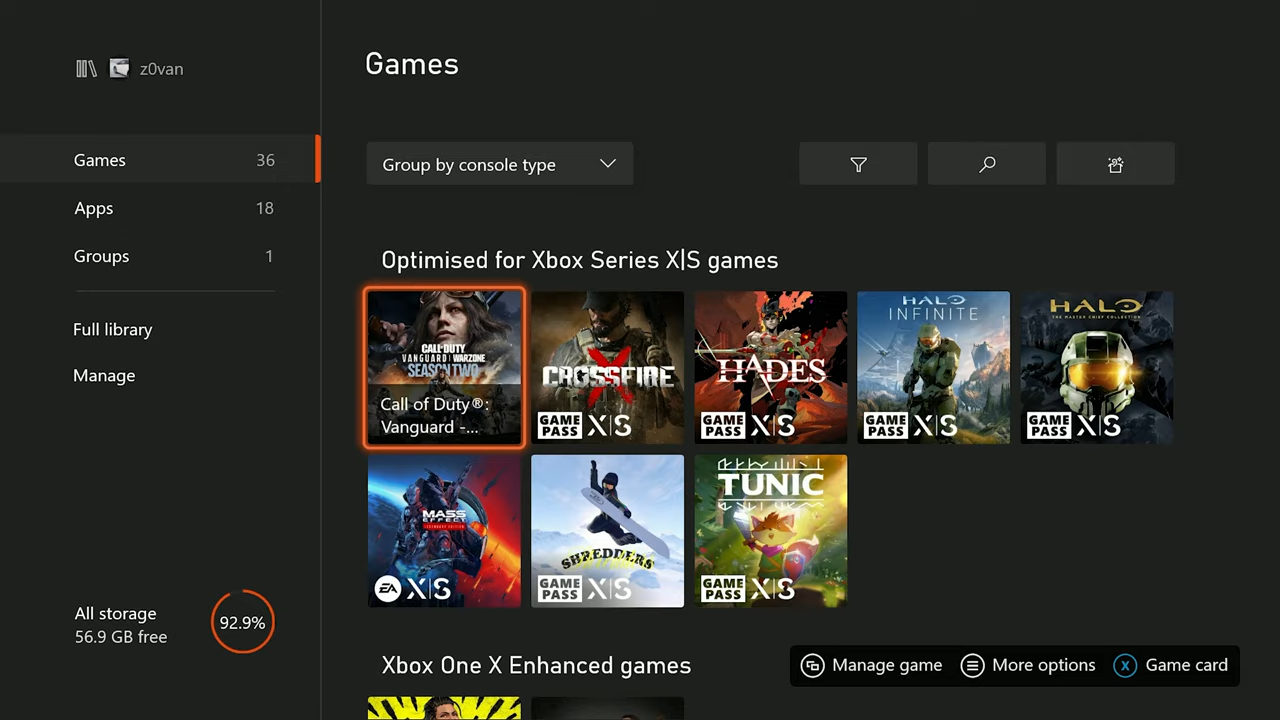 z0van
Games
Games 36
Apps 18
Groups 1
Full library
Manage
All storage
56.9 GB free
92.9%
Group by console type
Optimised for Xbox Series X|S games
CALL OF DUTY
VANGUARD | WARZONE
SEASON TWO
Call of Duty®:
Vanguard -...
CROSSFIRE X
GAME PASS X|S
HADES
GAME PASS X|S
HALO
INFINITE
GAME PASS X|S
HALO
THE MASTER CHIEF COLLECTION
GAME PASS X|S
MASS
EFFECT
LEGENDARY EDITION
EA X|S
SHREDDERS
GAME PASS X|S
TUNIC
GAME PASS X|S
Xbox One X Enhanced games
Manage game
More options
X Game card